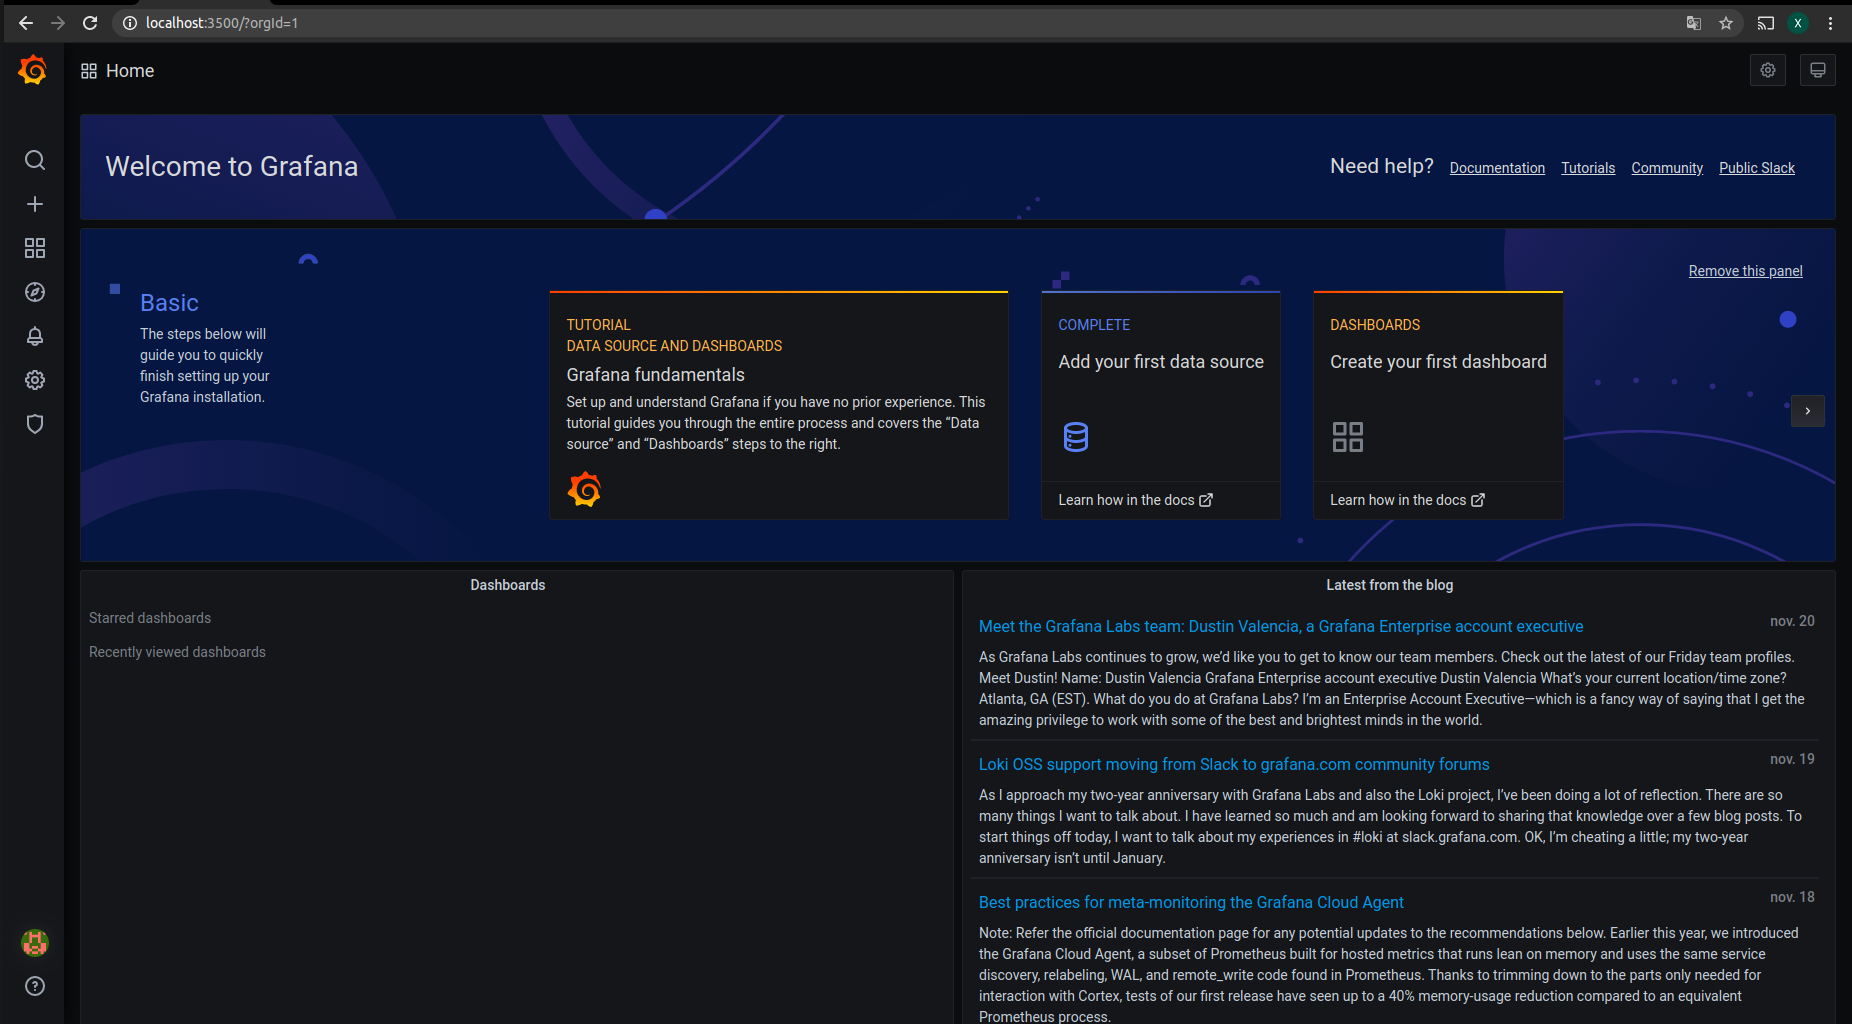 localhost:3500/?orgId=1
X
Home
Welcome to Grafana
Need help? Documentation Tutorials Community Public Slack
Remove this panel
Basic
The steps below will
guide you to quickly
finish setting up your
Grafana installation.
TUTORIAL
DATA SOURCE AND DASHBOARDS
Grafana fundamentals
Set up and understand Grafana if you have no prior experience. This
tutorial guides you through the entire process and covers the “Data
source” and “Dashboards” steps to the right.
COMPLETE
Add your first data source
Learn how in the docs
DASHBOARDS
Create your first dashboard
Learn how in the docs
Dashboards
Starred dashboards
Recently viewed dashboards
Latest from the blog
Meet the Grafana Labs team: Dustin Valencia, a Grafana Enterprise account executive
nov. 20
As Grafana Labs continues to grow, we’d like you to get to know our team members. Check out the latest of our Friday team profiles.
Meet Dustin! Name: Dustin Valencia Grafana Enterprise account executive Dustin Valencia What’s your current location/time zone?
Atlanta, GA (EST). What do you do at Grafana Labs? I’m an Enterprise Account Executive—which is a fancy way of saying that I get the
amazing privilege to work with some of the best and brightest minds in the world.
Loki OSS support moving from Slack to grafana.com community forums
nov. 19
As I approach my two-year anniversary with Grafana Labs and also the Loki project, I’ve been doing a lot of reflection. There are so
many things I want to talk about. I have learned so much and am looking forward to sharing that knowledge over a few blog posts. To
start things off today, I want to talk about my experiences in #loki at slack.grafana.com. OK, I’m cheating a little; my two-year
anniversary isn’t until January.
Best practices for meta-monitoring the Grafana Cloud Agent
nov. 18
Note: Refer the official documentation page for any potential updates to the recommendations below. Earlier this year, we introduced
the Grafana Cloud Agent, a subset of Prometheus built for hosted metrics that runs lean on memory and uses the same service
discovery, relabeling, WAL, and remote_write code found in Prometheus. Thanks to trimming down to the parts only needed for
interaction with Cortex, tests of our first release have seen up to a 40% memory-usage reduction compared to an equivalent
Prometheus process.